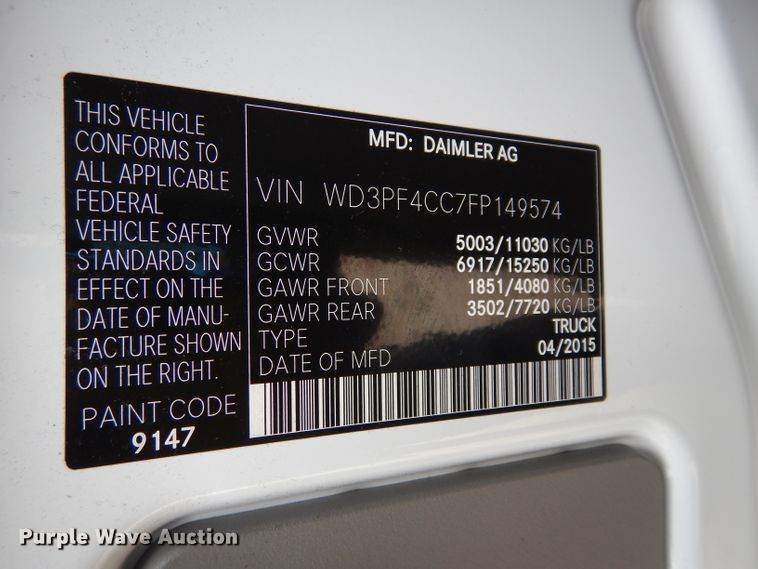 THIS VEHICLE
CONFORMS TO
ALL APPLICABLE
FEDERAL
VEHICLE SAFETY
STANDARDS IN
EFFECT ON THE
DATE OF MANU-
FACTURE SHOWN
ON THE RIGHT.
PAINT CODE
9147
MFD: DAIMLER AG
VIN WD3PF4CC7FP149574
GVWR 5003/11030 KG/LB
GCWR 6917/15250 KG/LB
GAWR FRONT 1851/4080 KG/LB
GAWR REAR 3502/7720 KG/LB
TYPE TRUCK
DATE OF MFD 04/2015
Purple Wave Auction